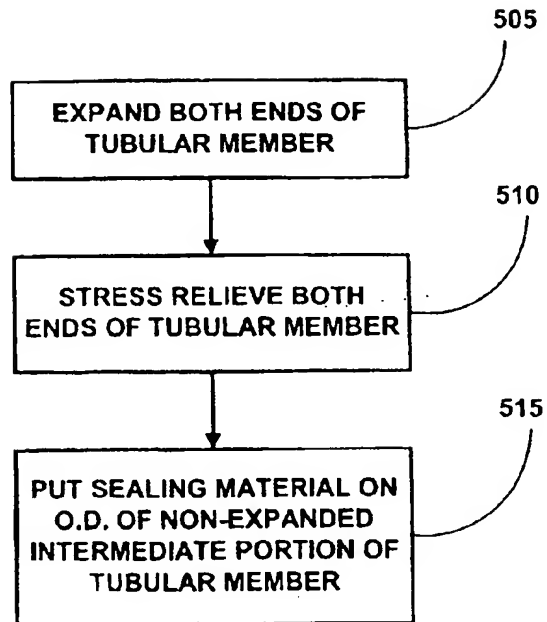 505
EXPAND BOTH ENDS OF
TUBULAR MEMBER
510
STRESS RELIEVE BOTH
ENDS OF TUBULAR MEMBER
515
PUT SEALING MATERIAL ON
O.D. OF NON-EXPANDED
INTERMEDIATE PORTION OF
TUBULAR MEMBER